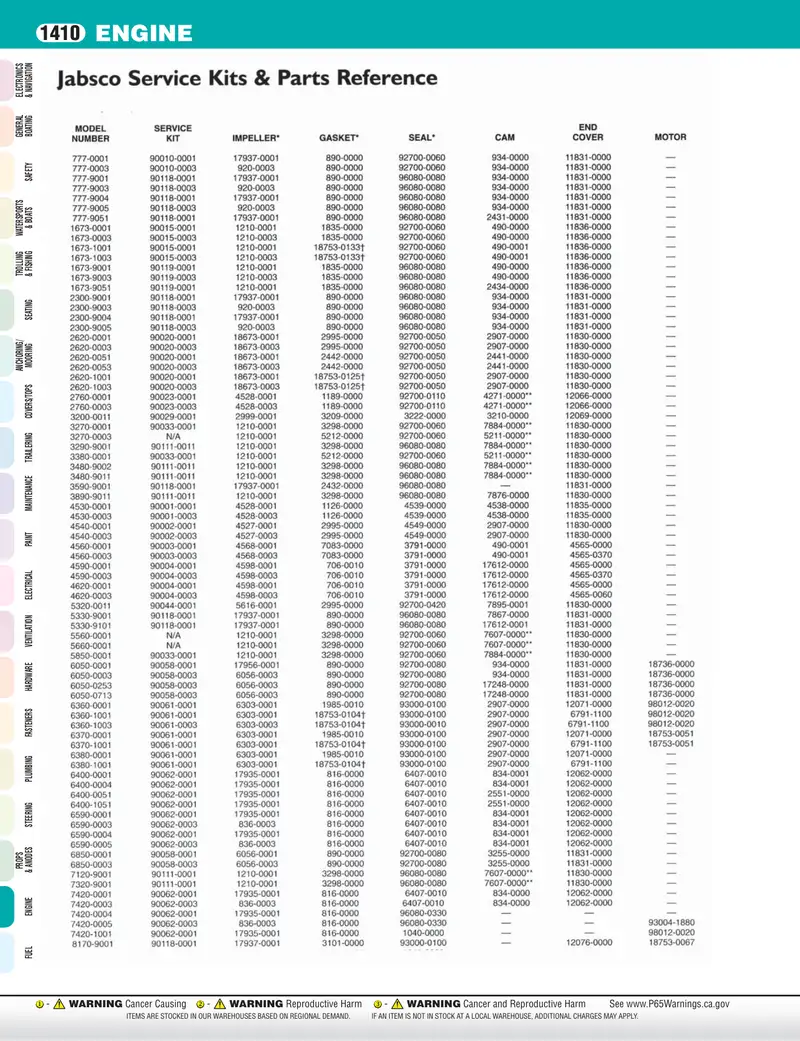 1410 ENGINE
Jabsco Service Kits & Parts Reference
MODEL NUMBER SERVICE KIT IMPELLER* GASKET* SEAL* CAM END COVER MOTOR
777-0001 90010-0001 17937-0001 890-0000 92700-0060 934-0000 11831-0000 —
777-0003 90010-0003 920-0003 890-0000 92700-0060 934-0000 11831-0000 —
777-9001 90118-0001 17937-0001 890-0000 96080-0080 934-0000 11831-0000 —
777-9003 90118-0003 920-0003 890-0000 96080-0080 934-0000 11831-0000 —
777-9004 90118-0001 17937-0001 890-0000 96080-0080 934-0000 11831-0000 —
777-9005 90118-0003 920-0003 890-0000 96080-0080 934-0000 11831-0000 —
777-9051 90118-0001 17937-0001 890-0000 96080-0080 2431-0000 11831-0000 —
1673-0001 90015-0001 1210-0001 1835-0000 92700-0060 490-0000 11836-0000 —
1673-0003 90015-0003 1210-0003 1835-0000 92700-0060 490-0000 11836-0000 —
1673-1001 90015-0001 1210-0001 18753-0133† 92700-0060 490-0001 11836-0000 —
1673-1003 90015-0003 1210-0003 18753-0133† 92700-0060 490-0001 11836-0000 —
1673-9001 90119-0001 1210-0001 1835-0000 96080-0080 490-0000 11836-0000 —
1673-9003 90119-0003 1210-0003 1835-0000 96080-0080 490-0000 11836-0000 —
1673-9051 90119-0001 1210-0001 1835-0000 96080-0080 2434-0000 11836-0000 —
2300-9001 90118-0001 17937-0001 890-0000 96080-0080 934-0000 11831-0000 —
2300-9003 90118-0003 920-0003 890-0000 96080-0080 934-0000 11831-0000 —
2300-9004 90118-0001 17937-0001 890-0000 96080-0080 934-0000 11831-0000 —
2300-9005 90118-0003 920-0003 890-0000 96080-0080 934-0000 11831-0000 —
2620-0001 90020-0001 18673-0001 2995-0000 92700-0050 2907-0000 11830-0000 —
2620-0003 90020-0003 18673-0003 2995-0000 92700-0050 2907-0000 11830-0000 —
2620-0051 90020-0001 18673-0001 2442-0000 92700-0050 2441-0000 11830-0000 —
2620-0053 90020-0003 18673-0003 2442-0000 92700-0050 2441-0000 11830-0000 —
2620-1001 90020-0001 18673-0001 18753-0125† 92700-0050 2907-0000 11830-0000 —
2620-1003 90020-0003 18673-0003 18753-0125† 92700-0050 2907-0000 11830-0000 —
2760-0001 90023-0001 4528-0001 1189-0000 92700-0110 4271-0000** 12066-0000 —
2760-0003 90023-0003 4528-0003 1189-0000 92700-0110 4271-0000** 12066-0000 —
3200-0011 90029-0001 2999-0001 3209-0000 3222-0000 3210-0000 12069-0000 —
3270-0001 90033-0001 1210-0001 3298-0000 92700-0060 7884-0000** 11830-0000 —
3270-0003 N/A 1210-0001 5212-0000 92700-0060 5211-0000** 11830-0000 —
3290-9001 90111-0011 1210-0001 3298-0000 96080-0080 7884-0000** 11830-0000 —
3380-0001 90033-0001 1210-0001 5212-0000 92700-0060 5211-0000** 11830-0000 —
3480-9002 90111-0011 1210-0001 3298-0000 96080-0080 7884-0000** 11830-0000 —
3480-9011 90111-0011 1210-0001 3298-0000 96080-0080 7884-0000** 11830-0000 —
3590-9001 90118-0001 17937-0001 2432-0000 96080-0080 — 11831-0000 —
3890-9011 90111-0011 1210-0001 3298-0000 96080-0080 7876-0000 11830-0000 —
4530-0001 90001-0001 4528-0001 1126-0000 4539-0000 4538-0000 11835-0000 —
4530-0003 90001-0003 4528-0003 1126-0000 4539-0000 4538-0000 11835-0000 —
4540-0001 90002-0001 4527-0001 2995-0000 4549-0000 2907-0000 11830-0000 —
4540-0003 90002-0003 4527-0003 2995-0000 4549-0000 2907-0000 11830-0000 —
4560-0001 90003-0001 4568-0001 7083-0000 3791-0000 490-0001 4565-0000 —
4560-0003 90003-0003 4568-0003 7083-0000 3791-0000 490-0001 4565-0370 —
4590-0001 90004-0001 4598-0001 706-0010 3791-0000 17612-0000 4565-0000 —
4590-0003 90004-0003 4598-0003 706-0010 3791-0000 17612-0000 4565-0370 —
4620-0001 90004-0001 4598-0001 706-0010 3791-0000 17612-0000 4565-0000 —
4620-0003 90004-0003 4598-0003 706-0010 3791-0000 17612-0000 4565-0060 —
5320-0011 90044-0001 5616-0001 2995-0000 92700-0420 7895-0001 11830-0000 —
5330-9001 90118-0001 17937-0001 890-0000 96080-0080 7867-0000 11831-0000 —
5330-9101 90118-0001 17937-0001 890-0000 96080-0080 17612-0001 11831-0000 —
5560-0001 N/A 1210-0001 3298-0000 92700-0060 7607-0000** 11830-0000 —
5660-0001 N/A 1210-0001 3298-0000 92700-0060 7607-0000** 11830-0000 —
5850-0001 90033-0001 1210-0001 3298-0000 92700-0060 7884-0000** 11830-0000 —
6050-0001 90058-0001 17956-0001 890-0000 92700-0080 934-0000 11831-0000 18736-0000
6050-0003 90058-0003 6056-0003 890-0000 92700-0080 934-0000 11831-0000 18736-0000
6050-0253 90058-0003 6056-0003 890-0000 92700-0080 17248-0000 11831-0000 18736-0000
6050-0713 90058-0003 6056-0003 890-0000 92700-0080 17248-0000 11831-0000 18736-0000
6360-0001 90061-0001 6303-0001 1985-0010 93000-0100 2907-0000 12071-0000 98012-0020
6360-1001 90061-0001 6303-0001 18753-0104† 93000-0100 2907-0000 6791-1100 98012-0020
6360-1003 90061-0003 6303-0003 18753-0104† 93000-0010 2907-0000 6791-1100 98012-0020
6370-0001 90061-0001 6303-0001 1985-0010 93000-0100 2907-0000 12071-0000 18753-0051
6370-1001 90061-0001 6303-0001 18753-0104† 93000-0100 2907-0000 6791-1100 18753-0051
6380-0001 90061-0001 6303-0001 1985-0010 93000-0100 2907-0000 12071-0000 —
6380-1001 90061-0001 6303-0001 18753-0104† 93000-0100 2907-0000 6791-1100 —
6400-0001 90062-0001 17935-0001 816-0000 6407-0010 834-0001 12062-0000 —
6400-0004 90062-0001 17935-0001 816-0000 6407-0010 834-0001 12062-0000 —
6400-0051 90062-0001 17935-0001 816-0000 6407-0010 2551-0000 12062-0000 —
6400-1051 90062-0001 17935-0001 816-0000 6407-0010 2551-0000 12062-0000 —
6590-0001 90062-0001 17935-0001 816-0000 6407-0010 834-0001 12062-0000 —
6590-0003 90062-0003 836-0003 816-0000 6407-0010 834-0001 12062-0000 —
6590-0004 90062-0001 17935-0001 816-0000 6407-0010 834-0001 12062-0000 —
6590-0005 90062-0003 836-0003 816-0000 6407-0010 834-0001 12062-0000 —
6850-0001 90058-0001 6056-0001 890-0000 92700-0080 3255-0000 11831-0000 —
6850-0003 90058-0003 6056-0003 890-0000 92700-0080 3255-0000 11831-0000 —
7120-9001 90111-0001 1210-0001 3298-0000 96080-0080 7607-0000** 11830-0000 —
7320-9001 90111-0001 1210-0001 3298-0000 96080-0080 7607-0000** 11830-0000 —
7420-0001 90062-0001 17935-0001 816-0000 6407-0010 834-0000 12062-0000 —
7420-0003 90062-0003 836-0003 816-0000 6407-0010 834-0000 12062-0000 —
7420-0004 90062-0001 17935-0001 816-0000 96080-0330 — — —
7420-0005 90062-0003 836-0003 816-0000 96080-0330 — — 93004-1880
7420-1001 90062-0001 17935-0001 816-0000 1040-0000 — — 98012-0020
8170-9001 90118-0001 17937-0001 3101-0000 93000-0100 — 12076-0000 18753-0067
ELECTRONICS & NAVIGATION
GENERAL BOATING
SAFETY
WATERSPORTS & BOATS
TROLLING & FISHING
SEATING
ANCHORING/ MOORING
COVERS/TOPS
TRAILERING
MAINTENANCE
PAINT
ELECTRICAL
VENTILATION
HARDWARE
FASTENERS
PLUMBING
STEERING
PROPS & ANODES
ENGINE
FUEL
1 - WARNING Cancer Causing 2 - WARNING Reproductive Harm 3 - WARNING Cancer and Reproductive Harm See www.P65Warnings.ca.gov
ITEMS ARE STOCKED IN OUR WAREHOUSES BASED ON REGIONAL DEMAND. IF AN ITEM IS NOT IN STOCK AT A LOCAL WAREHOUSE, ADDITIONAL CHARGES MAY APPLY.